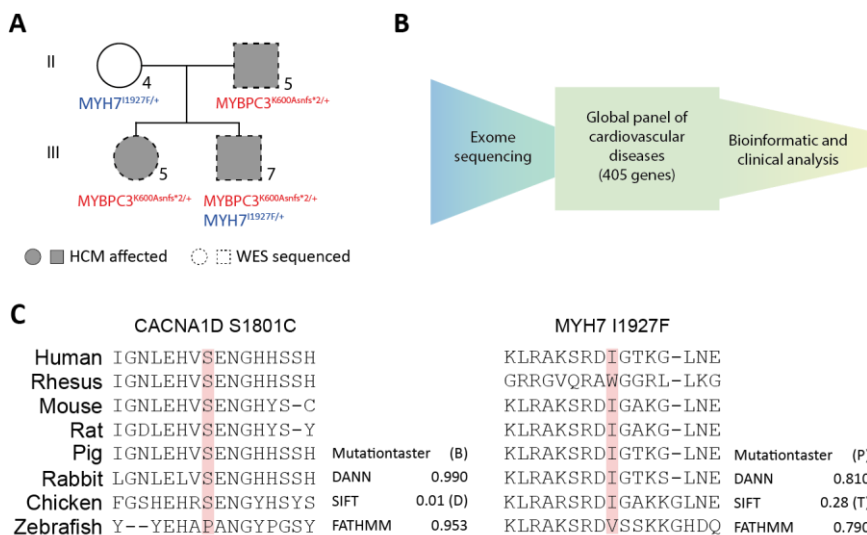 A
II
4
5
MYH7I1927F/+
MYBPC3K600Asnfs*2/+
III
5
7
MYBPC3K600Asnfs*2/+
MYBPC3K600Asnfs*2/+
MYH7I1927F/+
HCM affected
WES sequenced
B
Exome
sequencing
Global panel of
cardiovascular
diseases
(405 genes)
Bioinformatic and
clinical analysis
C
CACNA1D S1801C
MYH7 I1927F
Human IGNLEHVSENGHHSSH KLRAKSRDIGTKG-LNE
Rhesus IGNLEHVSENGHHSSH GRRGVQRAWGGRL-LKG
Mouse IGNLEHVSENGHYS-C KLRAKSRDIGAKG-LNE
Rat IGDLEHVSENGHYS-Y KLRAKSRDIGAKG-LNE
Pig IGNLEHVSENGHHSSH Mutationtaster (B) KLRAKSRDIGAKG-LNE Mutationtaster (P)
Rabbit LGNLELVSENGHHSSH DANN 0.990 KLRAKSRDIGTKS-LNE DANN 0.810
Chicken FGSHEHRSENGYHSYS SIFT 0.01 (D) KLRARSRDIGAKKGLNE SIFT 0.28 (T)
Zebrafish Y--YEHAPANGYPGSY FATHMM 0.953 KLRAKSRDVSSKKGHDQ FATHMM 0.790